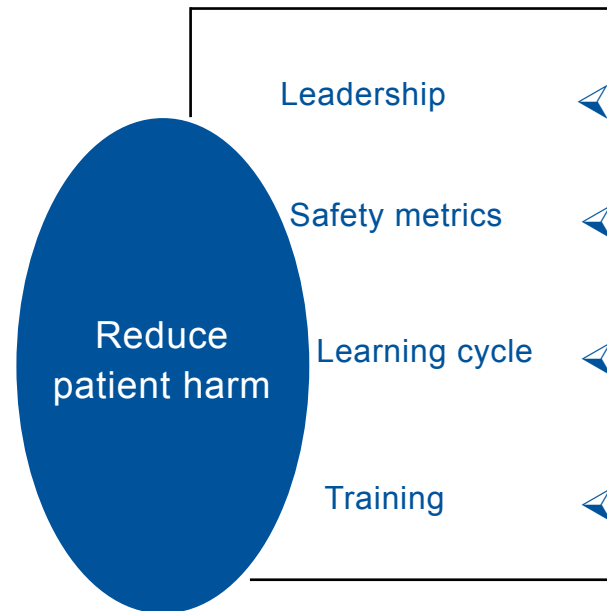 Leadership
Safety metrics
Reduce
patient harm
Learning cycle
Training